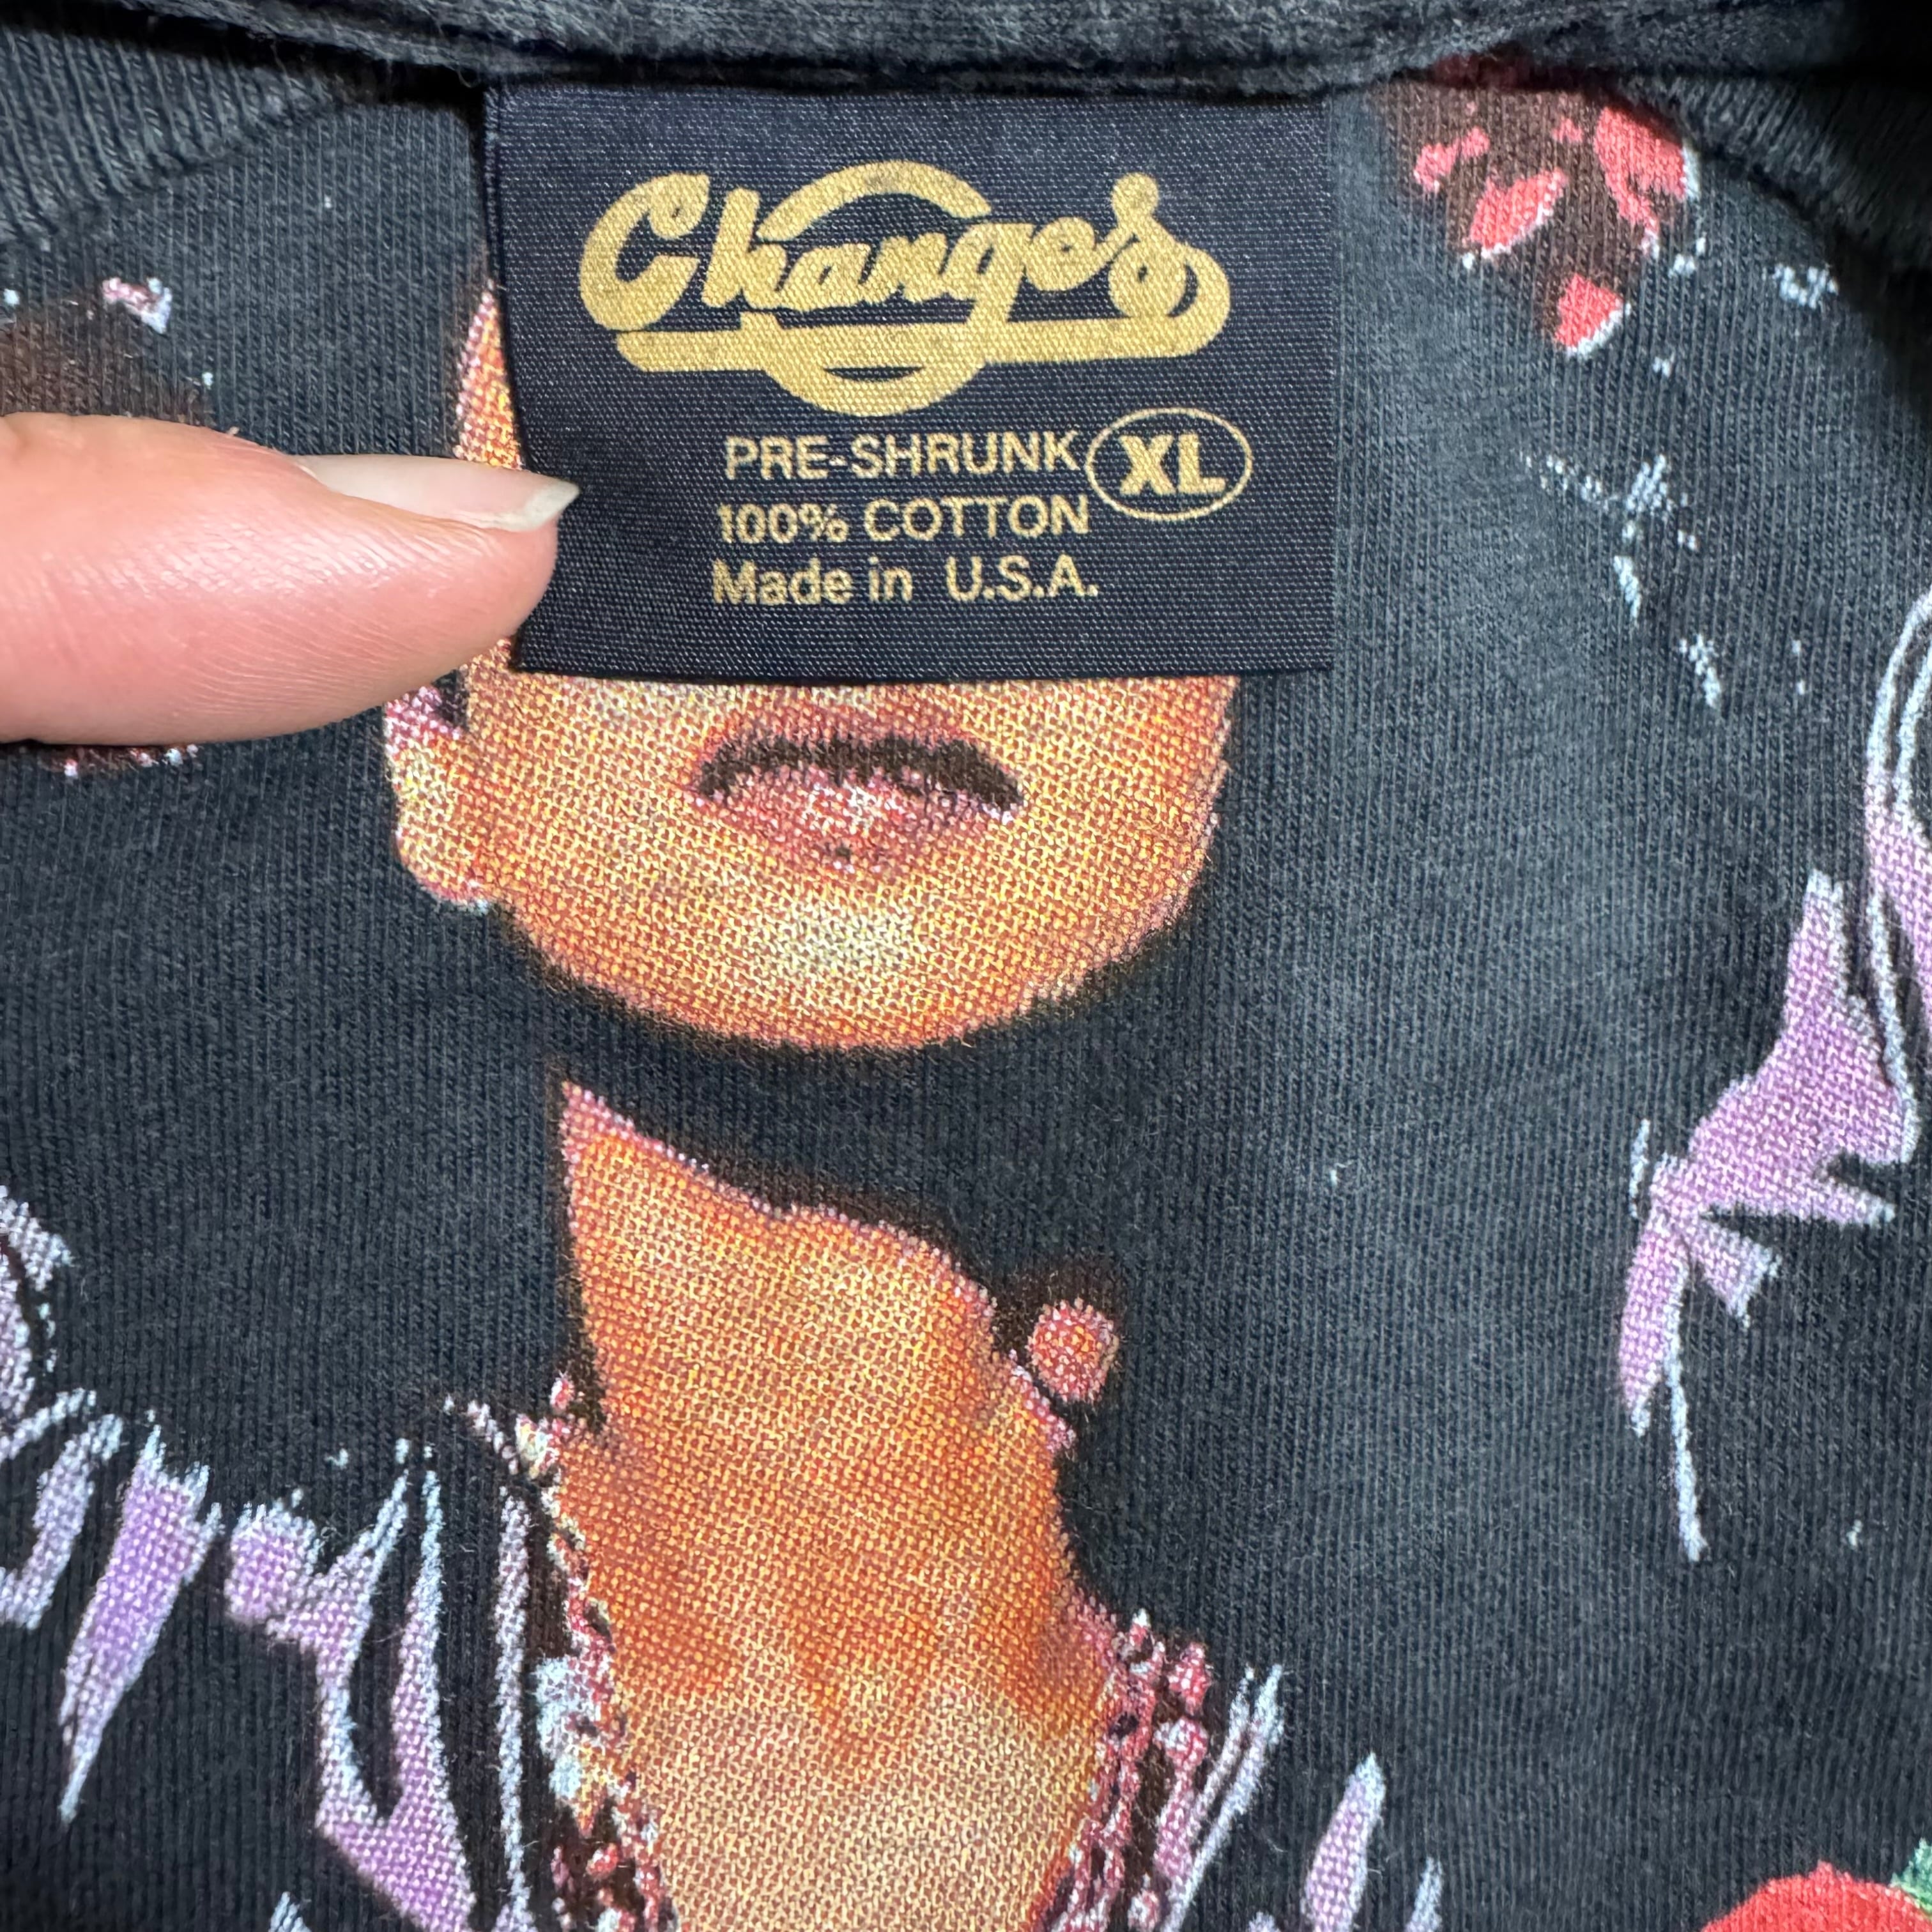 Changes
PRE-SHRUNK XL
100% COTTON
Made in U.S.A.